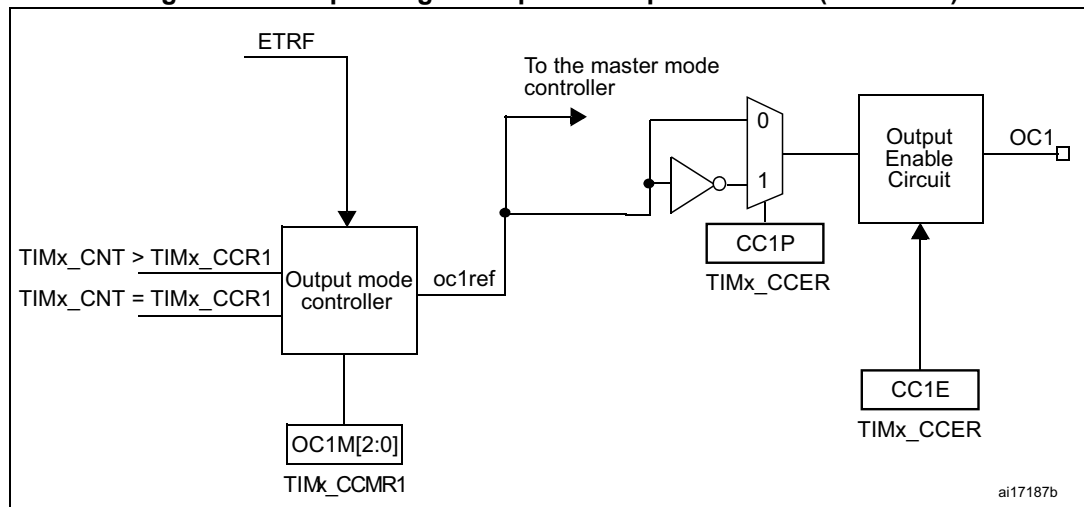 ETRF
To the master mode
controller
0
1
Output
Enable
Circuit
OC1
CC1P
TIMx_CCER
TIMx_CNT > TIMx_CCR1
TIMx_CNT = TIMx_CCR1
Output mode
controller
oc1ref
CC1E
TIMx_CCER
OC1M[2:0]
TIMx_CCMR1
ai17187b